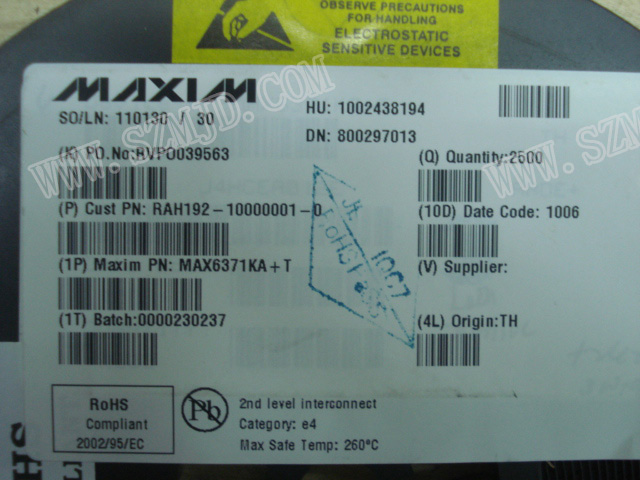 OBSERVE PRECAUTIONS
FOR HANDLING
ELECTROSTATIC
SENSITIVE DEVICES
MAXIM
SO/LN: 110130 / 30
HU: 1002438194
DN: 800297013
(K) PO.No:RVPO039563
(Q) Quantity:2500
(P) Cust PN: RAH192-10000001-0
(10D) Date Code: 1006
(1P) Maxim PN: MAX6371KA+T
(V) Supplier:
(1T) Batch:0000230237
(4L) Origin:TH
RoHS
Compliant
2002/95/EC
Pb
2nd level interconnect
Category: e4
Max Safe Temp: 260°C
WWW.SZMJD.COM
HS